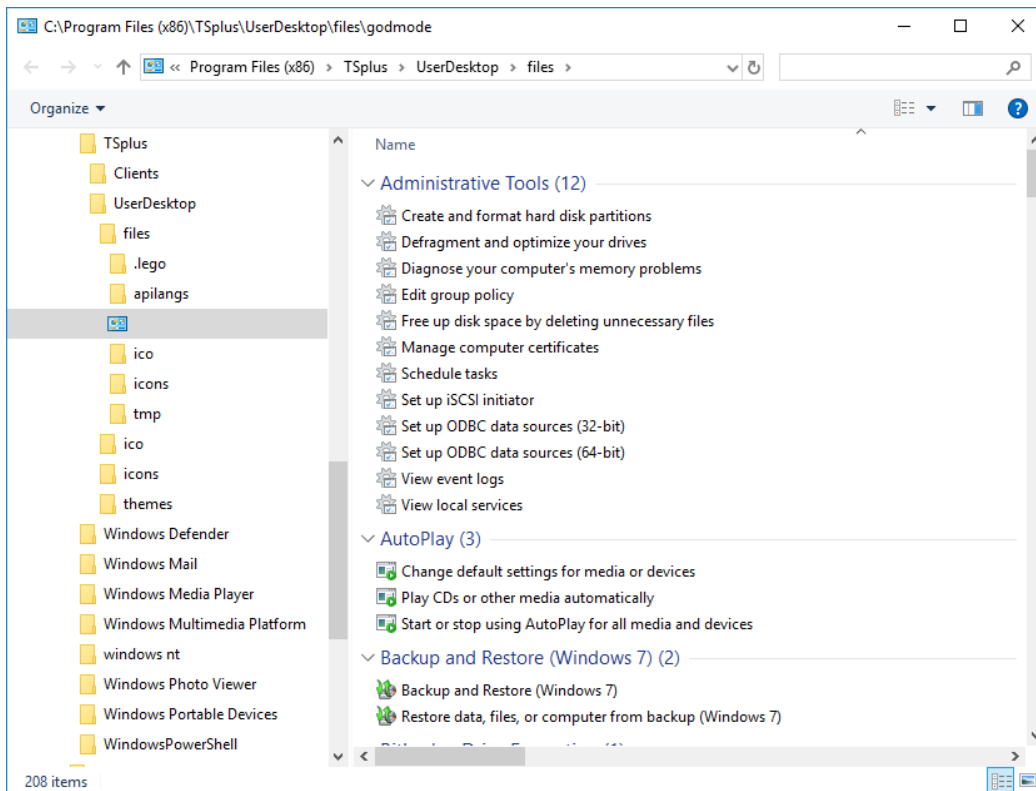 C:\Program Files (x86)\TSplus\UserDesktop\files\godmode
« Program Files (x86) › TSplus › UserDesktop › files ›
Organize
TSplus
Clients
UserDesktop
files
.lego
apilangs
ico
icons
tmp
ico
icons
themes
Windows Defender
Windows Mail
Windows Media Player
Windows Multimedia Platform
windows nt
Windows Photo Viewer
Windows Portable Devices
WindowsPowerShell
Name
Administrative Tools (12)
Create and format hard disk partitions
Defragment and optimize your drives
Diagnose your computer's memory problems
Edit group policy
Free up disk space by deleting unnecessary files
Manage computer certificates
Schedule tasks
Set up iSCSI initiator
Set up ODBC data sources (32-bit)
Set up ODBC data sources (64-bit)
View event logs
View local services
AutoPlay (3)
Change default settings for media or devices
Play CDs or other media automatically
Start or stop using AutoPlay for all media and devices
Backup and Restore (Windows 7) (2)
Backup and Restore (Windows 7)
Restore data, files, or computer from backup (Windows 7)
208 items